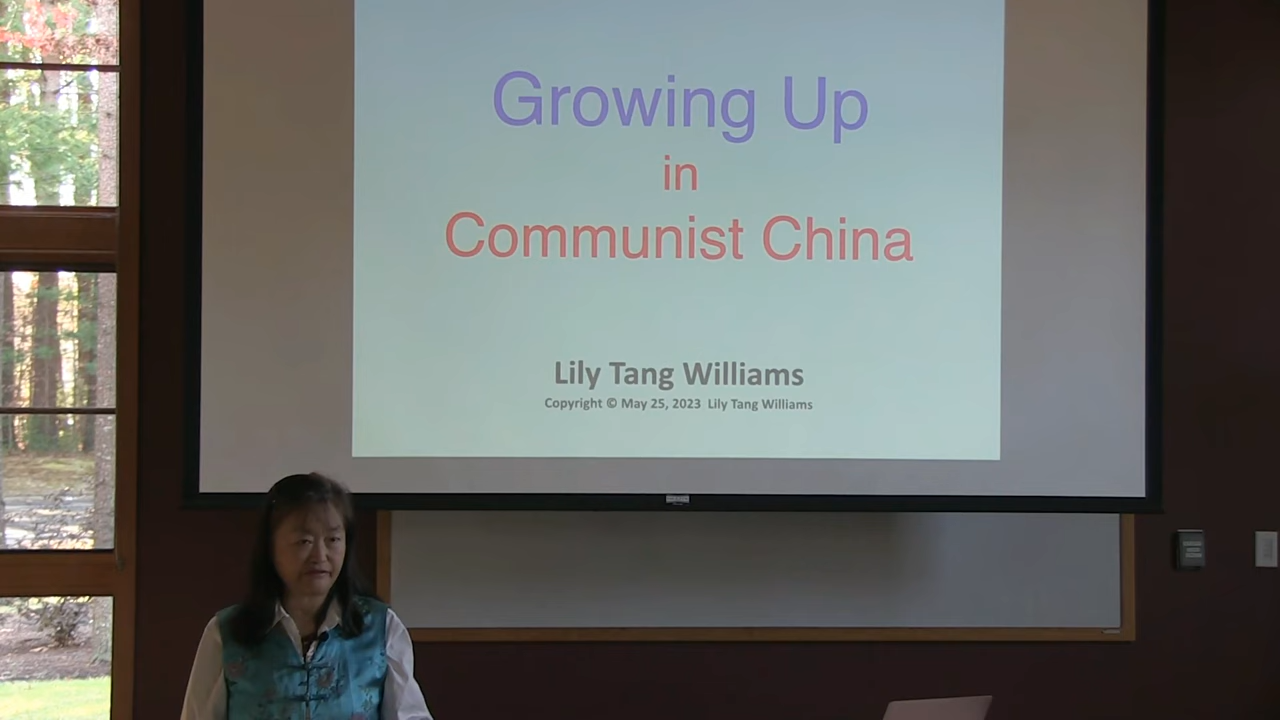 Growing Up
in
Communist China
Lily Tang Williams
Copyright © May 25, 2023 Lily Tang Williams